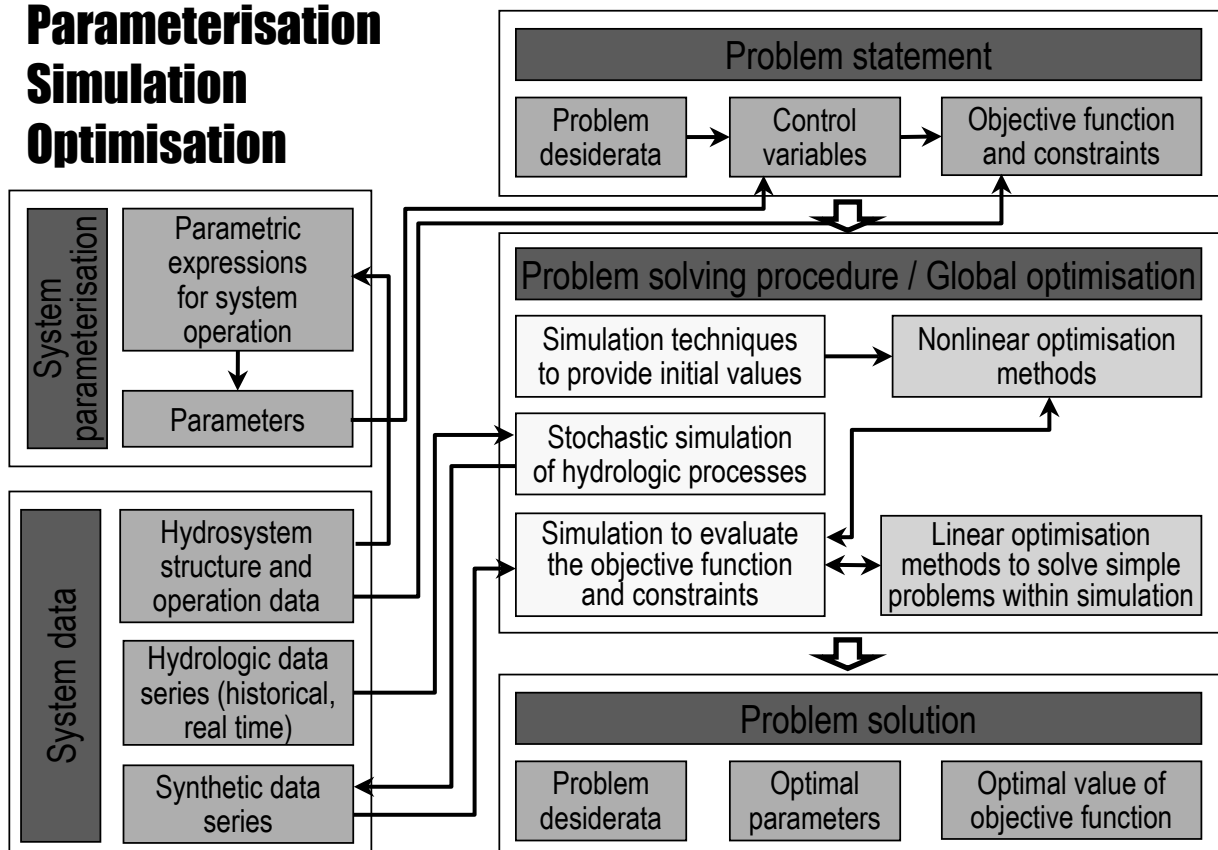 Parameterisation
Simulation
Optimisation
Problem statement
Problem
desiderata
Control
variables
Objective function
and constraints
System
parameterisation
Parametric
expressions
for system
operation
Parameters
Problem solving procedure / Global optimisation
Simulation techniques
to provide initial values
Nonlinear optimisation
methods
Stochastic simulation
of hydrologic processes
Simulation to evaluate
the objective function
and constraints
Linear optimisation
methods to solve simple
problems within simulation
System data
Hydrosystem
structure and
operation data
Hydrologic data
series (historical,
real time)
Synthetic data
series
Problem solution
Problem
desiderata
Optimal
parameters
Optimal value of
objective function